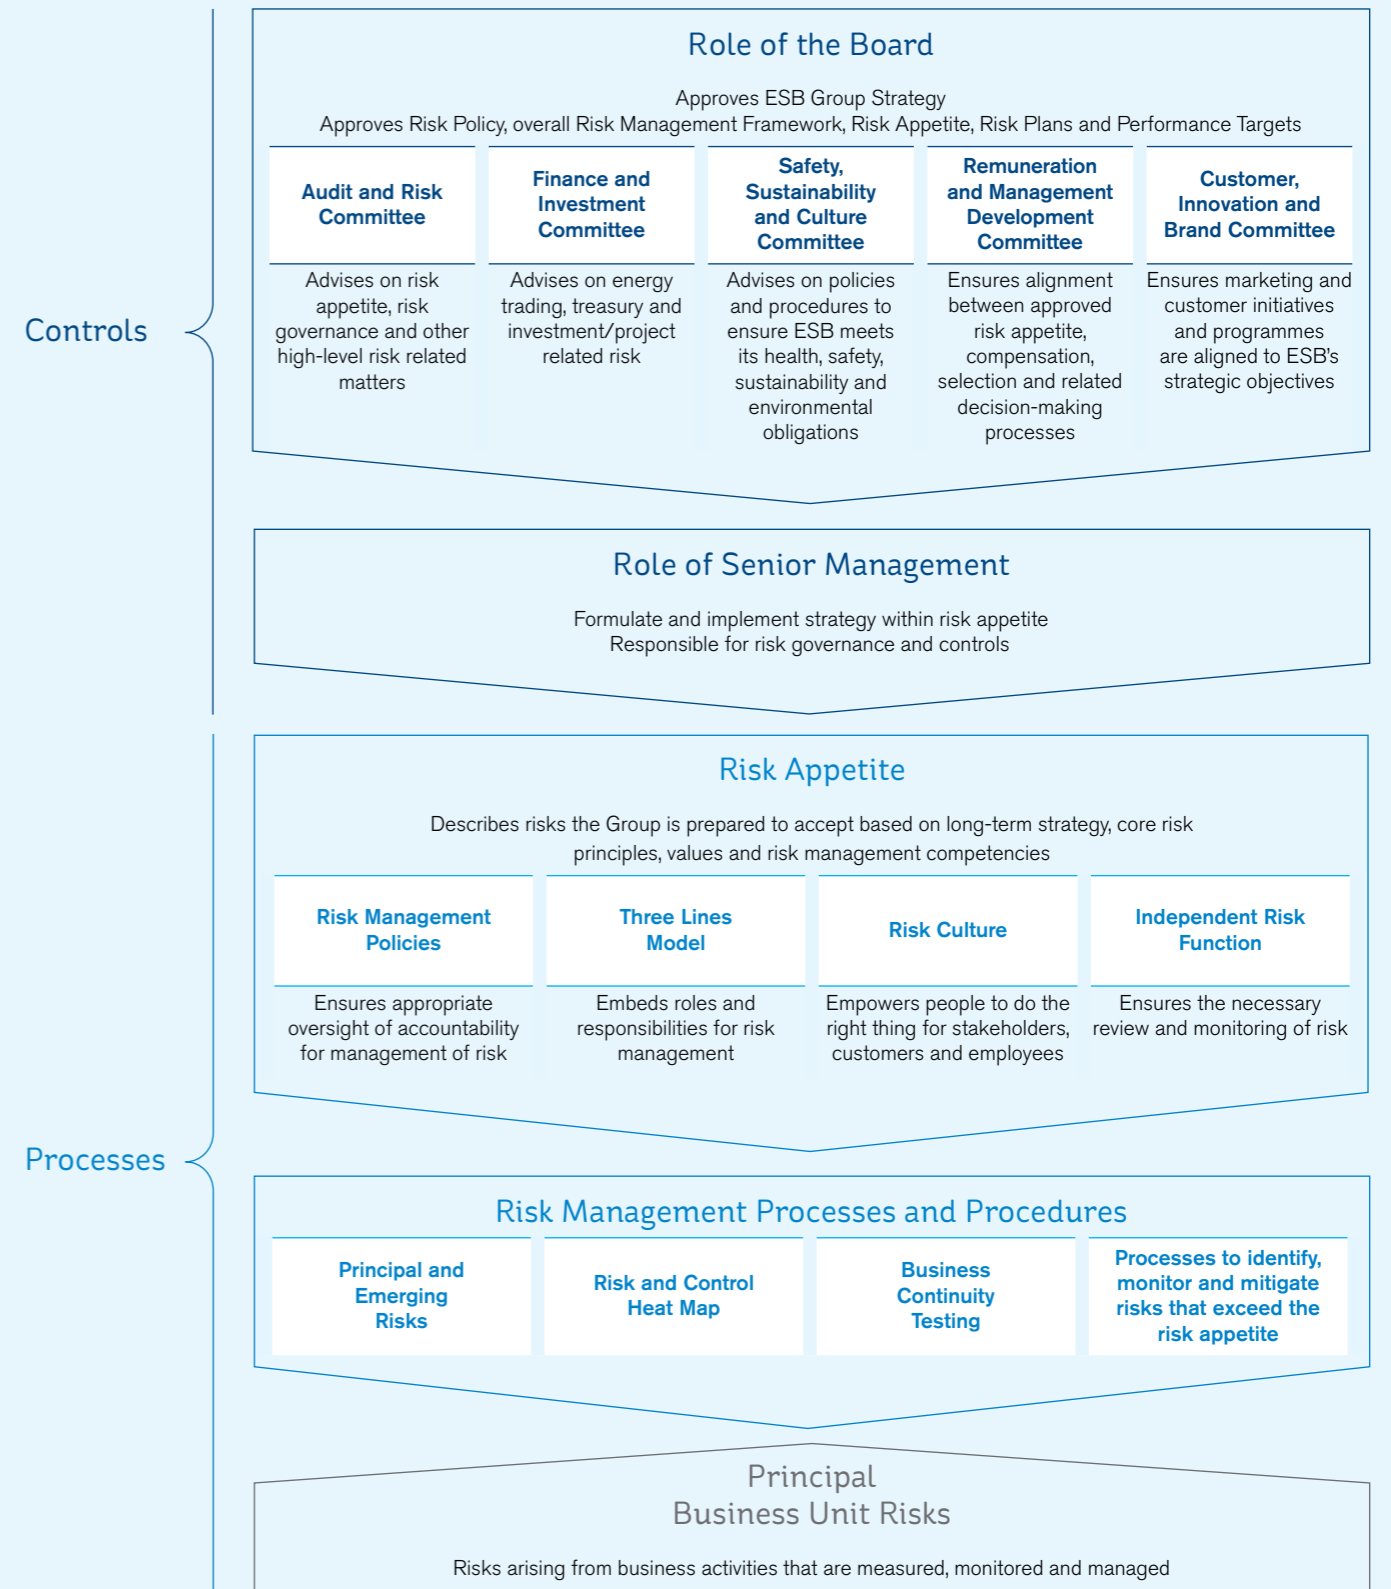 Role of the Board
Approves ESB Group Strategy
Approves Risk Policy, overall Risk Management Framework, Risk Appetite, Risk Plans and Performance Targets
Audit and Risk
Committee
Advises on risk
appetite, risk
governance and other
high-level risk related
matters
Finance and
Investment
Committee
Advises on energy
trading, treasury and
investment/project
related risk
Safety,
Sustainability
and Culture
Committee
Advises on policies
and procedures to
ensure ESB meets
its health, safety,
sustainability and
environmental
obligations
Remuneration
and Management
Development
Committee
Ensures alignment
between approved
risk appetite,
compensation,
selection and related
decision-making
processes
Customer,
Innovation and
Brand Committee
Ensures marketing and
customer initiatives
and programmes
are aligned to ESB's
strategic objectives
Controls
Role of Senior Management
Formulate and implement strategy within risk appetite
Responsible for risk governance and controls
Risk Appetite
Describes risks the Group is prepared to accept based on long-term strategy, core risk
principles, values and risk management competencies
Risk Management
Policies
Ensures appropriate
oversight of accountability
for management of risk
Three Lines
Model
Embeds roles and
responsibilities for risk
management
Risk Culture
Empowers people to do the
right thing for stakeholders,
customers and employees
Independent Risk
Function
Ensures the necessary
review and monitoring of risk
Processes
Risk Management Processes and Procedures
Principal and
Emerging
Risks
Risk and Control
Heat Map
Business
Continuity
Testing
Processes to identify,
monitor and mitigate
risks that exceed the
risk appetite
Principal
Business Unit Risks
Risks arising from business activities that are measured, monitored and managed